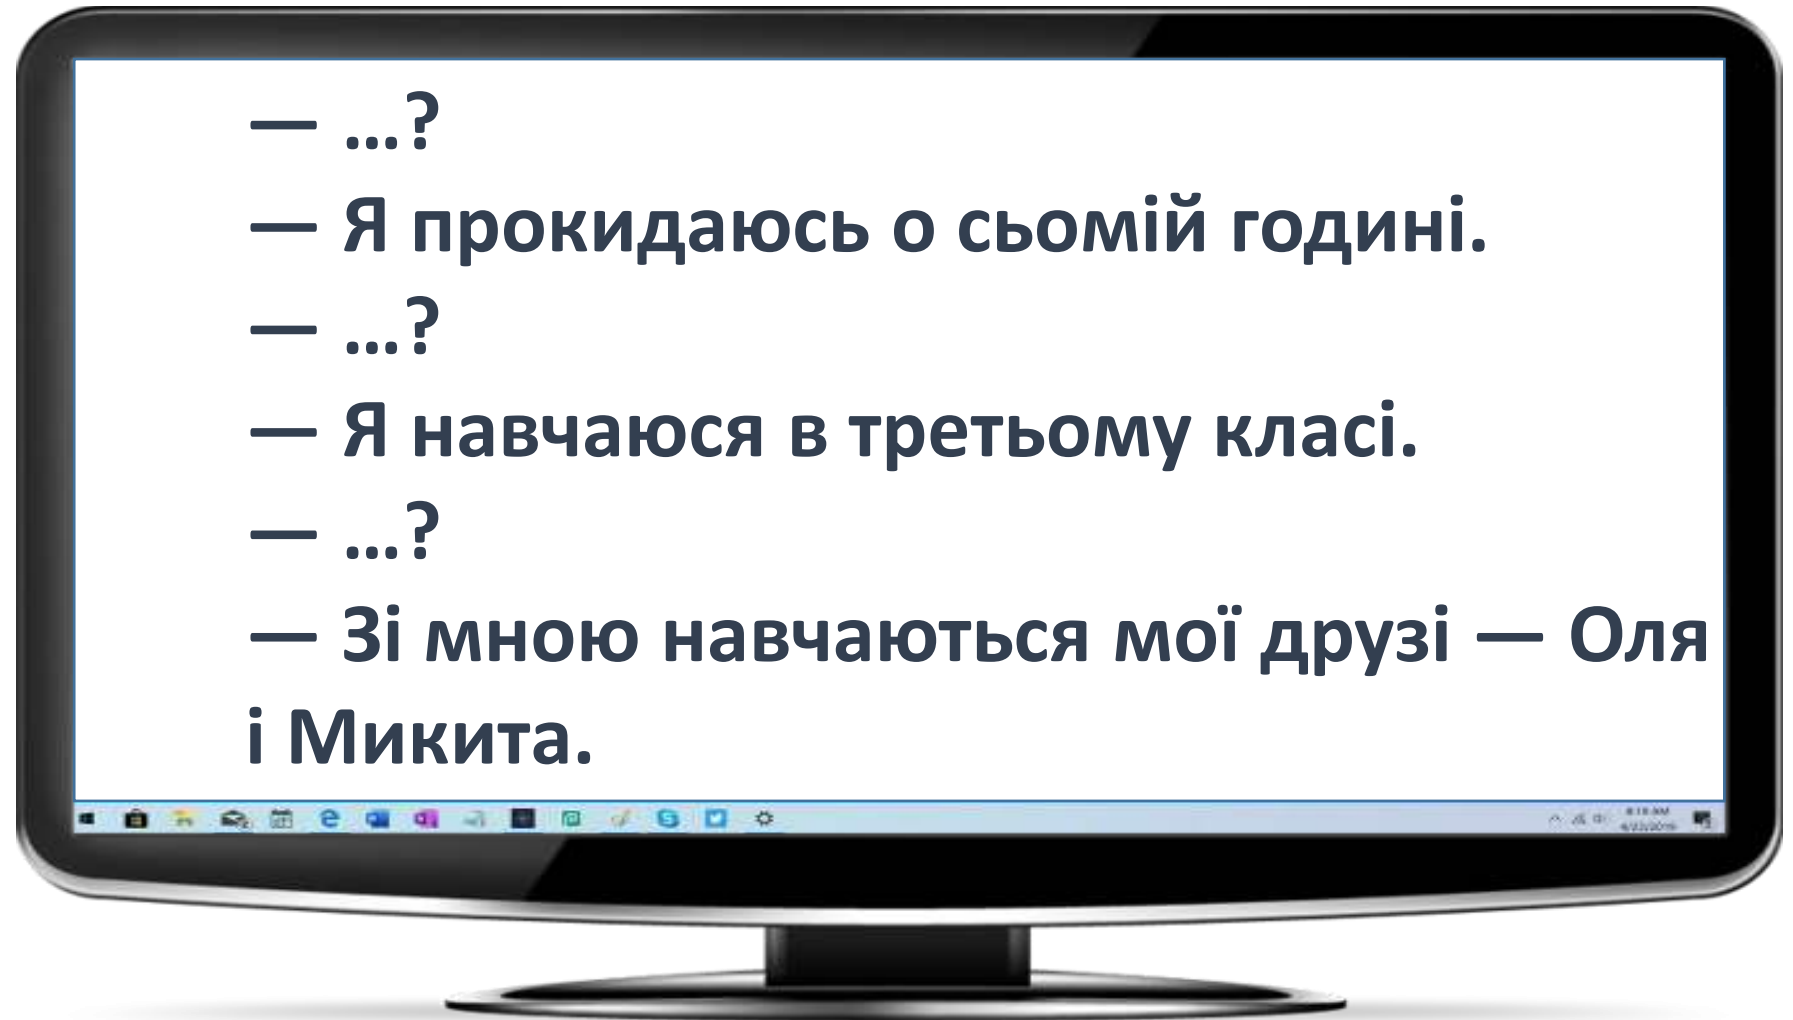 — …?
— Я прокидаюсь о сьомій годині.
— …?
— Я навчаюся в третьому класі.
— …?
— Зі мною навчаються мої друзі — Оля
і Микита.